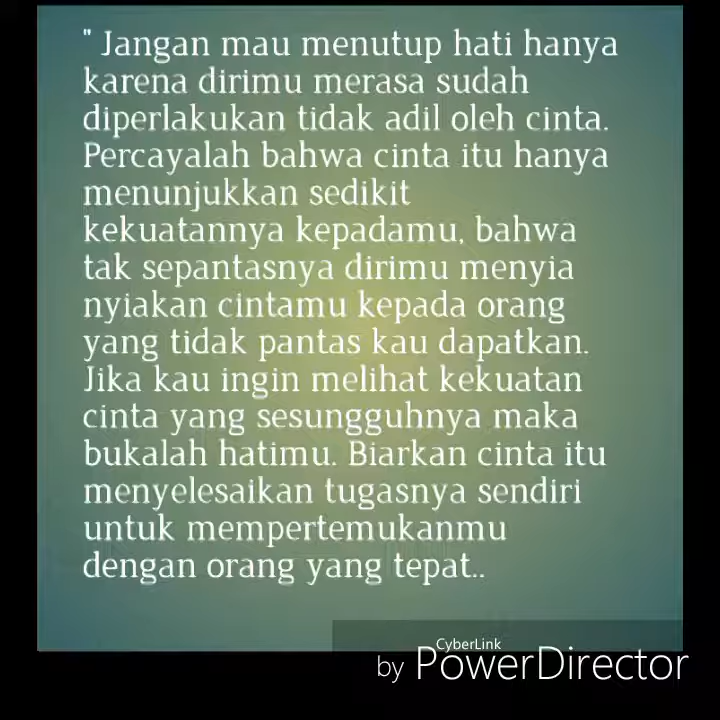 " Jangan mau menutup hati hanya
karena dirimu merasa sudah
diperlakukan tidak adil oleh cinta.
Percayalah bahwa cinta itu hanya
menunjukkan sedikit
kekuatannya kepadamu, bahwa
tak sepantasnya dirimu menyia
nyiakan cintamu kepada orang
yang tidak pantas kau dapatkan.
Jika kau ingin melihat kekuatan
cinta yang sesungguhnya maka
bukalah hatimu. Biarkan cinta itu
menyelesaikan tugasnya sendiri
untuk mempertemukanmu
dengan orang yang tepat..
CyberLink
by PowerDirector